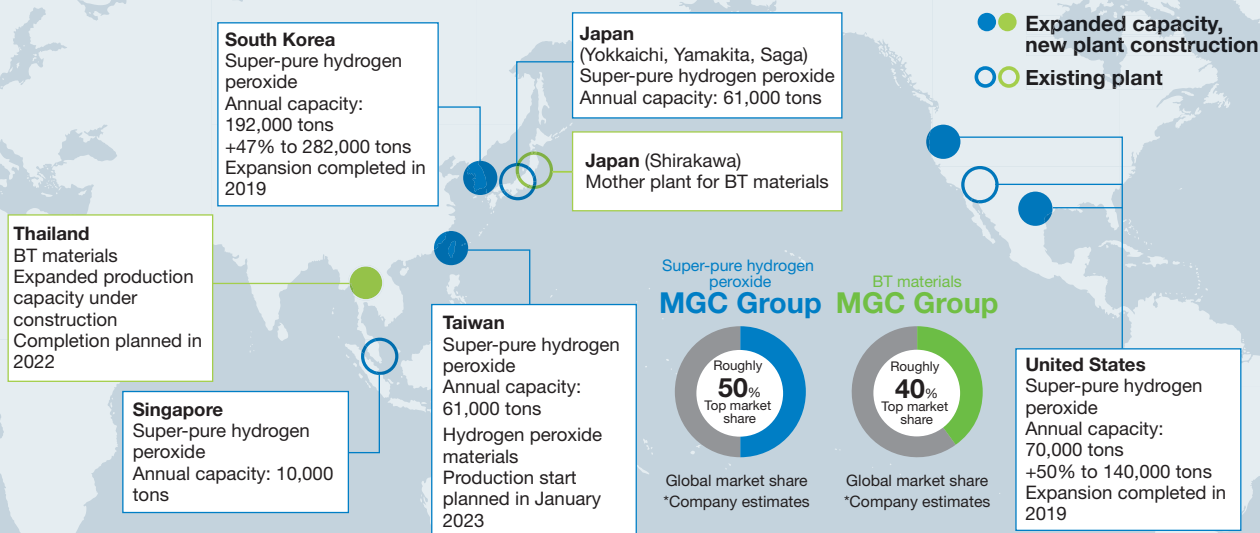 South Korea
Super-pure hydrogen
peroxide
Annual capacity:
192,000 tons
+47% to 282,000 tons
Expansion completed in
2019
Japan
(Yokkaichi, Yamakita, Saga)
Super-pure hydrogen peroxide
Annual capacity: 61,000 tons
Expanded capacity,
new plant construction
Existing plant
Japan (Shirakawa)
Mother plant for BT materials
Thailand
BT materials
Expanded production
capacity under
construction
Completion planned in
2022
Singapore
Super-pure hydrogen
peroxide
Annual capacity: 10,000
tons
Taiwan
Super-pure hydrogen
peroxide
Annual capacity:
61,000 tons
Hydrogen peroxide
materials
Production start
planned in January
2023
Super-pure hydrogen
peroxide
MGC Group
Roughly
50%
Top market
share
Global market share
*Company estimates
BT materials
MGC Group
Roughly
40%
Top market
share
Global market share
*Company estimates
United States
Super-pure hydrogen
peroxide
Annual capacity:
70,000 tons
+50% to 140,000 tons
Expansion completed in
2019